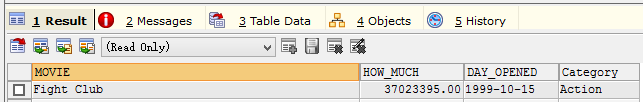 1 Result 2 Messages 3 Table Data 4 Objects 5 History
(Read Only)
MOVIE HOW_MUCH DAY_OPENED Category
Fight Club 37023395.00 1999-10-15 Action